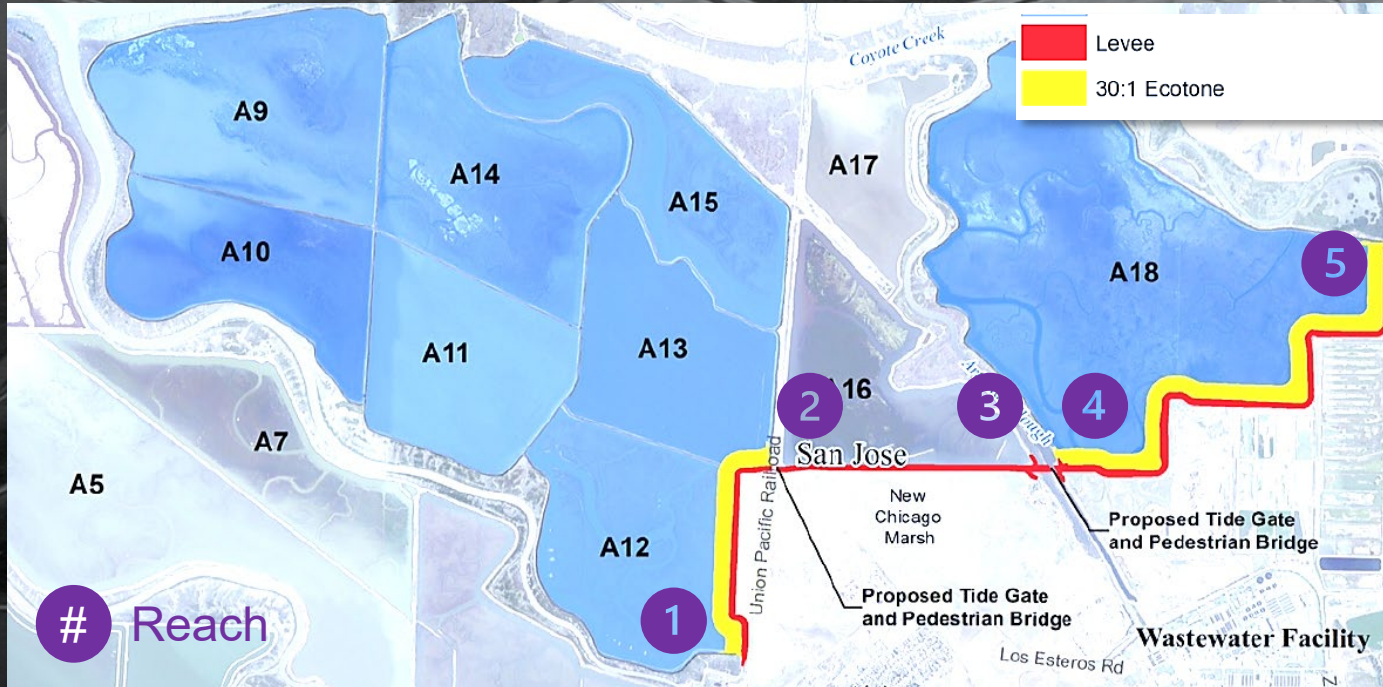 Levee
30:1 Ecotone
Coyote Creek
A9
A14
A15
A17
A10
A18
5
A11
A13
A16
2
3
4
A7
San Jose
A5
Union Pacific Railroad
New
Chicago
Marsh
Proposed Tide Gate
and Pedestrian Bridge
A12
1
Proposed Tide Gate
and Pedestrian Bridge
# Reach
Wastewater Facility
Los Esteros Rd